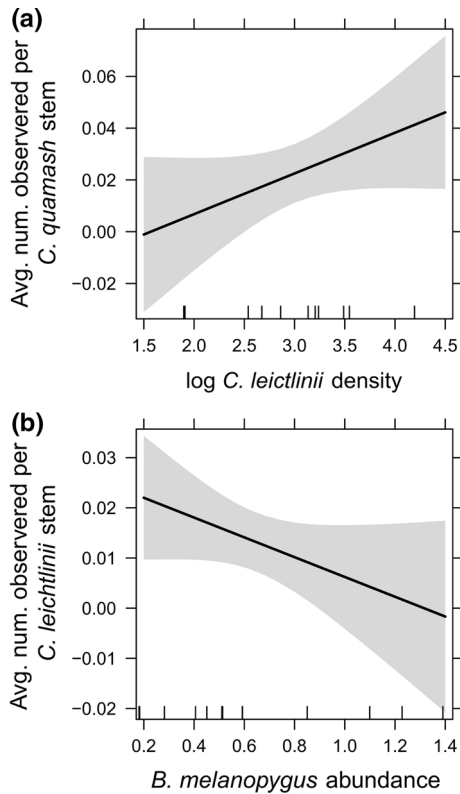 (a)
Avg. num. observered per
C. quamash stem
0.06
0.04
0.02
0.00
−0.02
1.5 2.0 2.5 3.0 3.5 4.0 4.5
log C. leictlinii density
(b)
Avg. num. observered per
C. leichtlinii stem
0.03
0.02
0.01
0.00
−0.01
−0.02
0.2 0.4 0.6 0.8 1.0 1.2 1.4
B. melanopygus abundance